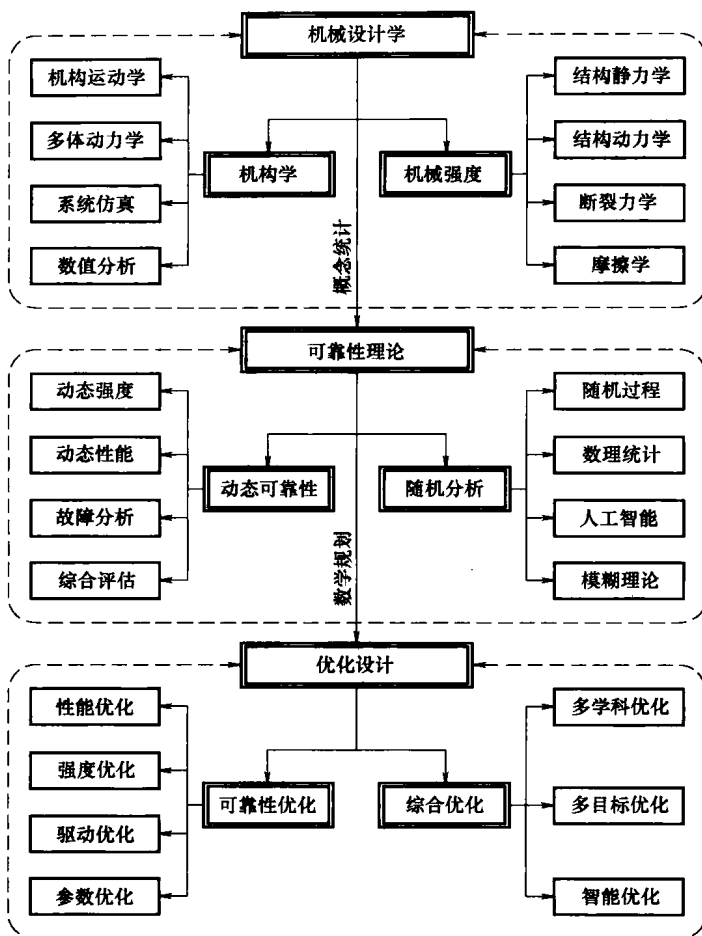 机械设计学
机构运动学
多体动力学
系统仿真
数值分析
机构学
机械强度
结构静力学
结构动力学
断裂力学
摩擦学
概念统计
可靠性理论
动态强度
动态性能
故障分析
综合评估
动态可靠性
随机分析
随机过程
数理统计
人工智能
模糊理论
数学规划
优化设计
性能优化
强度优化
驱动优化
参数优化
可靠性优化
综合优化
多学科优化
多目标优化
智能优化